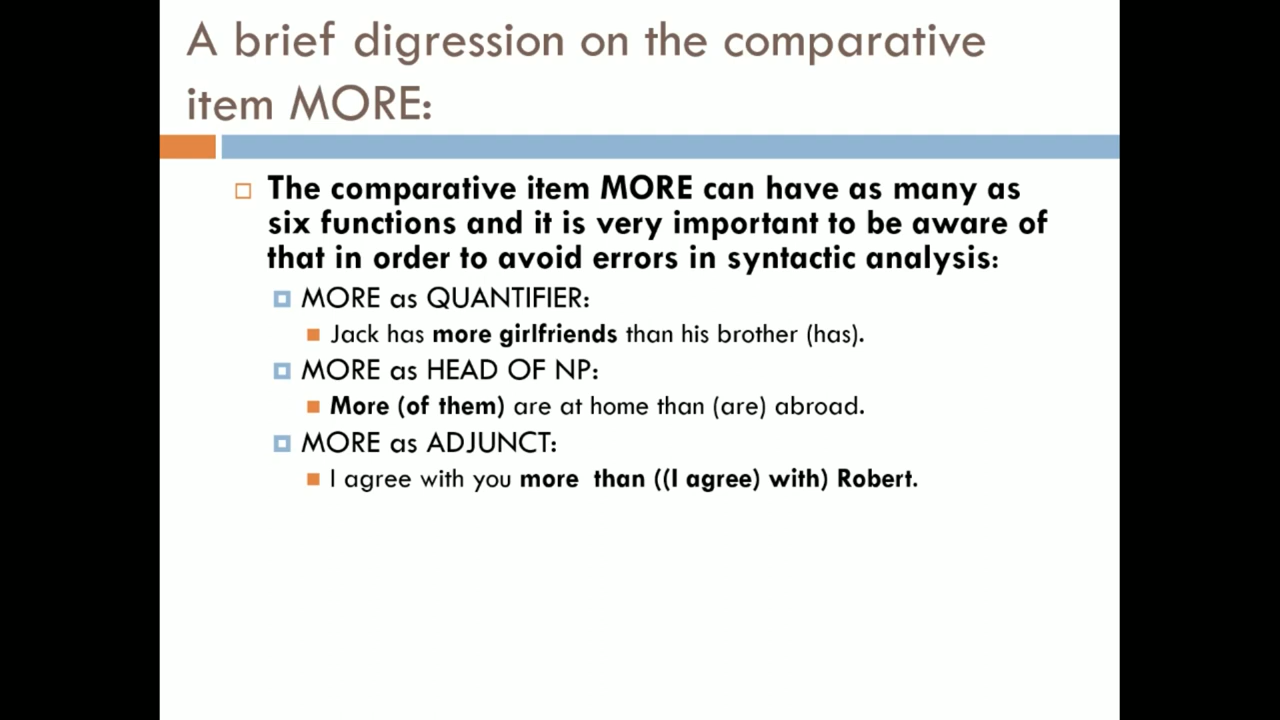 A brief digression on the comparative
item MORE:
The comparative item MORE can have as many as
six functions and it is very important to be aware of
that in order to avoid errors in syntactic analysis:
MORE as QUANTIFIER:
Jack has more girlfriends than his brother (has).
MORE as HEAD OF NP:
More (of them) are at home than (are) abroad.
MORE as ADJUNCT:
I agree with you more than ((I agree) with) Robert.